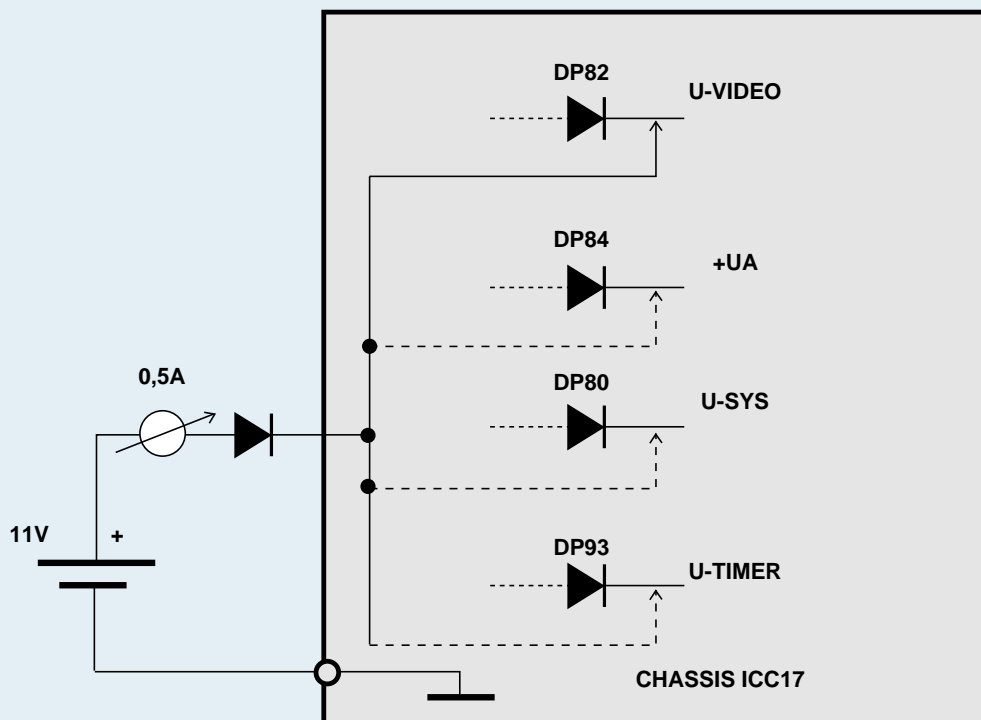 DP82
U-VIDEO
DP84
+UA
0,5A
DP80
U-SYS
11V
+
DP93
U-TIMER
CHASSIS ICC17